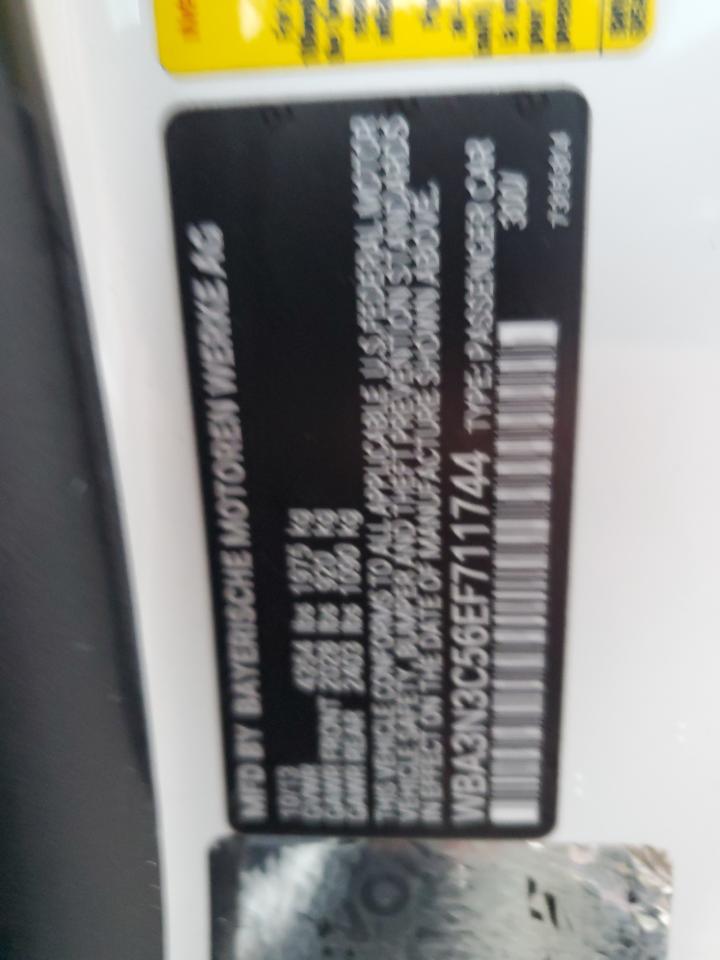 MFD BY BAYERISCHE MOTOREN WERKE AG
10/13
GVWR 4354 lbs 1975 kg
GAWR FRONT 2028 lbs 920 kg
GAWR REAR 2403 lbs 1090 kg
THIS VEHICLE CONFORMS TO ALL APPLICABLE U.S. FEDERAL MOTOR
VEHICLE SAFETY, BUMPER AND THEFT PREVENTION STANDARDS
IN EFFECT ON THE DATE OF MANUFACTURE SHOWN ABOVE.
WBA3N3C56EF711744 TYPE: PASSENGER CAR
300/